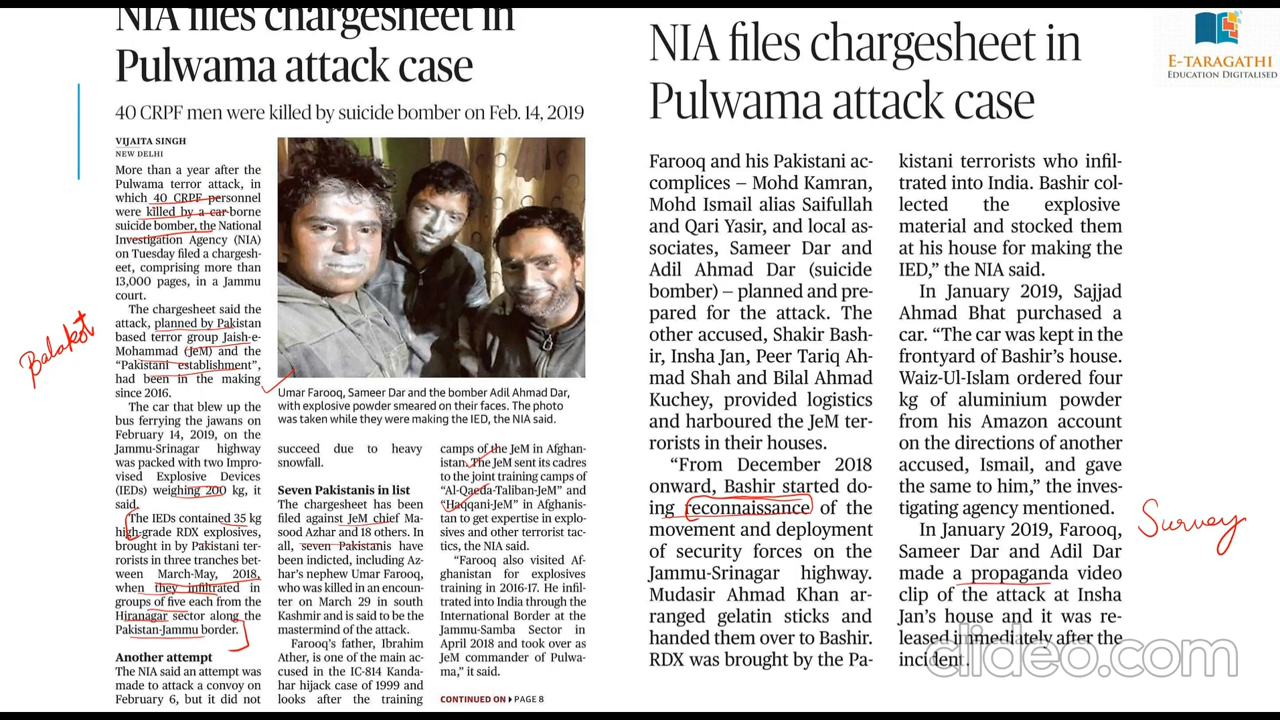 NIA files chargesheet in
Pulwama attack case
40 CRPF men were killed by suicide bomber on Feb. 14, 2019
VIJAITA SINGH
NEW DELHI
More than a year after the
Pulwama terror attack, in
which 40 CRPF personnel
were killed by a car-borne
suicide bomber, the National
Investigation Agency (NIA)
on Tuesday filed a chargesh-
eet, comprising more than
13,000 pages, in a Jammu
court.
The chargesheet said the
attack, planned by Pakistan
based terror group Jaish-e-
Mohammad (JeM) and the
“Pakistani establishment”,
had been in the making
since 2016.
The car that blew up the
bus ferrying the jawans on
February 14, 2019, on the
Jammu-Srinagar highway
was packed with two Impro-
vised Explosive Devices
(IEDs) weighing 200 kg, it
said.
The IEDs contained 35 kg
high-grade RDX explosives,
brought in by Pakistani ter-
rorists in three tranches bet-
ween March-May, 2018,
when they infiltrated in
groups of five each from the
Hiranagar sector along the
Pakistan-Jammu border.
Another attempt
The NIA said an attempt was
made to attack a convoy on
February 6, but it did not
Balakot
Umar Farooq, Sameer Dar and the bomber Adil Ahmad Dar,
with explosive powder smeared on their faces. The photo
was taken while they were making the IED, the NIA said.
succeed due to heavy
snowfall.
Seven Pakistanis in list
The chargesheet has been
filed against JeM chief Ma-
sood Azhar and 18 others. In
all, seven Pakistanis have
been indicted, including Az-
har’s nephew Umar Farooq,
who was killed in an encoun-
ter on March 29 in south
Kashmir and is said to be the
mastermind of the attack.
Farooq’s father, Ibrahim
Ather, is one of the main ac-
cused in the IC-814 Kanda-
har hijack case of 1999 and
looks after the training
camps of the JeM in Afghan-
istan. The JeM sent its cadres
to the joint training camps of
“Al-Qaeda-Taliban-JeM” and
“Haqqani-JeM” in Afghanis-
tan to get expertise in explo-
sives and other terrorist tac-
tics, the NIA said.
“Farooq also visited Af-
ghanistan for explosives
training in 2016-17. He infil-
trated into India through the
International Border at the
Jammu-Samba Sector in
April 2018 and took over as
JeM commander of Pulwa-
ma,” it said.
CONTINUED ON PAGE 8
NIA files chargesheet in
Pulwama attack case
Farooq and his Pakistani ac-
complices – Mohd Kamran,
Mohd Ismail alias Saifullah
and Qari Yasir, and local as-
sociates, Sameer Dar and
Adil Ahmad Dar (suicide
bomber) – planned and pre-
pared for the attack. The
other accused, Shakir Bash-
ir, Insha Jan, Peer Tariq Ah-
mad Shah and Bilal Ahmad
Kuchey, provided logistics
and harboured the JeM ter-
rorists in their houses.
“From December 2018
onward, Bashir started do-
ing reconnaissance of the
movement and deployment
of security forces on the
Jammu-Srinagar highway.
Mudasir Ahmad Khan ar-
ranged gelatin sticks and
handed them over to Bashir.
RDX was brought by the Pa-
kistani terrorists who infil-
trated into India. Bashir col-
lected the explosive
material and stocked them
at his house for making the
IED,” the NIA said.
In January 2019, Sajjad
Ahmad Bhat purchased a
car. “The car was kept in the
frontyard of Bashir’s house.
Waiz-Ul-Islam ordered four
kg of aluminium powder
from his Amazon account
on the directions of another
accused, Ismail, and gave
the same to him,” the inves-
tigating agency mentioned.
In January 2019, Farooq,
Sameer Dar and Adil Dar
made a propaganda video
clip of the attack at Insha
Jan’s house and it was re-
leased immediately after the
incident.
Survey
E-TARAGATHI
EDUCATION DIGITALISED
clideo.com